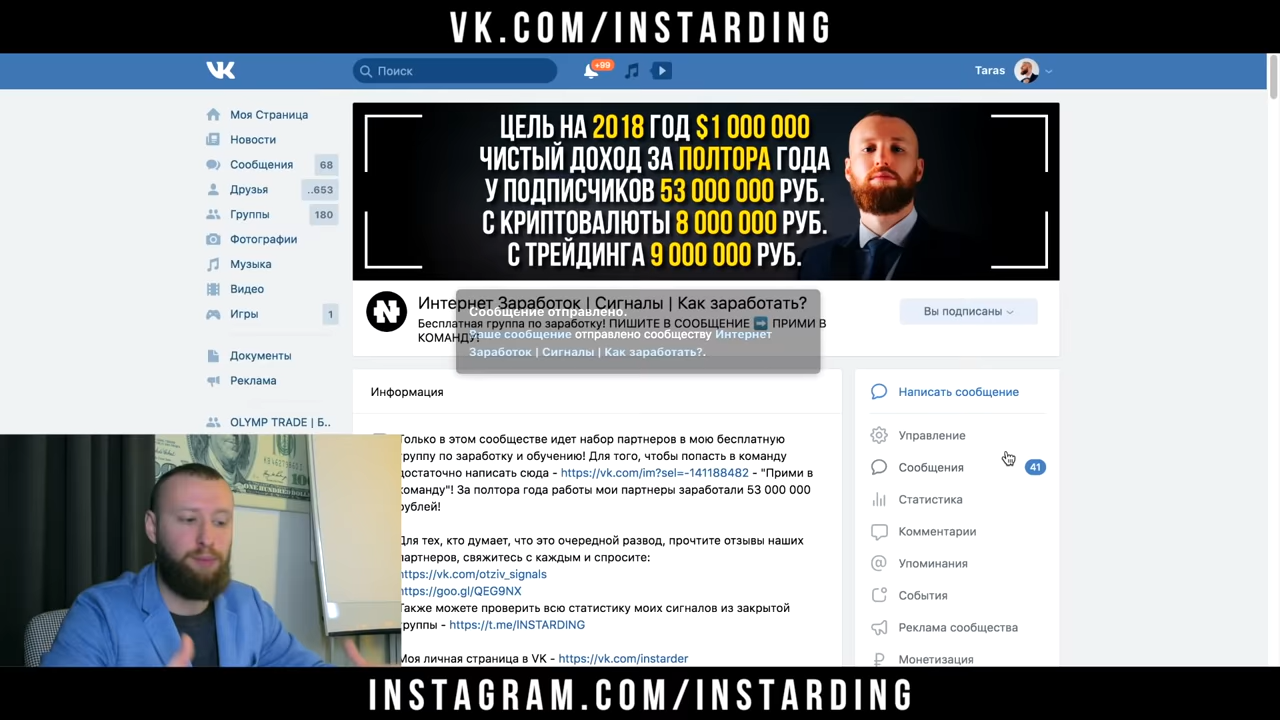 VK.COM/INSTARDING
Поиск
+99
Taras
Моя Страница
Новости
Сообщения 68
Друзья ..653
Группы 180
Фотографии
Музыка
Видео
Игры 1
Документы
Реклама
OLYMP TRADE | Б..
ЦЕЛЬ НА 2018 ГОД $1 000 000
ЧИСТЫЙ ДОХОД ЗА ПОЛТОРА ГОДА
У ПОДПИСЧИКОВ 53 000 000 РУБ.
С КРИПТОВАЛЮТЫ 8 000 000 РУБ.
С ТРЕЙДИНГА 9 000 000 РУБ.
N
Интернет Заработок | Сигналы | Как заработать?
Бесплатная группа по заработку! ПИШИТЕ В СООБЩЕНИЕ ➡ ПРИМИ В
КОМАНДУ!
Вы подписаны
Сообщение отправлено.
Ваше сообщение отправлено сообществу Интернет
Заработок | Сигналы | Как заработать?.
Информация
Только в этом сообществе идет набор партнеров в мою бесплатную
группу по заработку и обучению! Для того, чтобы попасть в команду
достаточно написать сюда - https://vk.com/im?sel=-141188482 - "Прими в
команду"! За полтора года работы мои партнеры заработали 53 000 000
рублей!
Для тех, кто думает, что это очередной развод, прочтите отзывы наших
партнеров, свяжитесь с каждым и спросите:
https://vk.com/otziv_signals
https://goo.gl/QEG9NX
Также можете проверить всю статистику моих сигналов из закрытой
группы - https://t.me/INSTARDING
Моя личная страница в VK - https://vk.com/instarder
Написать сообщение
Управление
Сообщения 41
Статистика
Комментарии
Упоминания
События
Реклама сообщества
Монетизация
INSTAGRAM.COM/INSTARDING